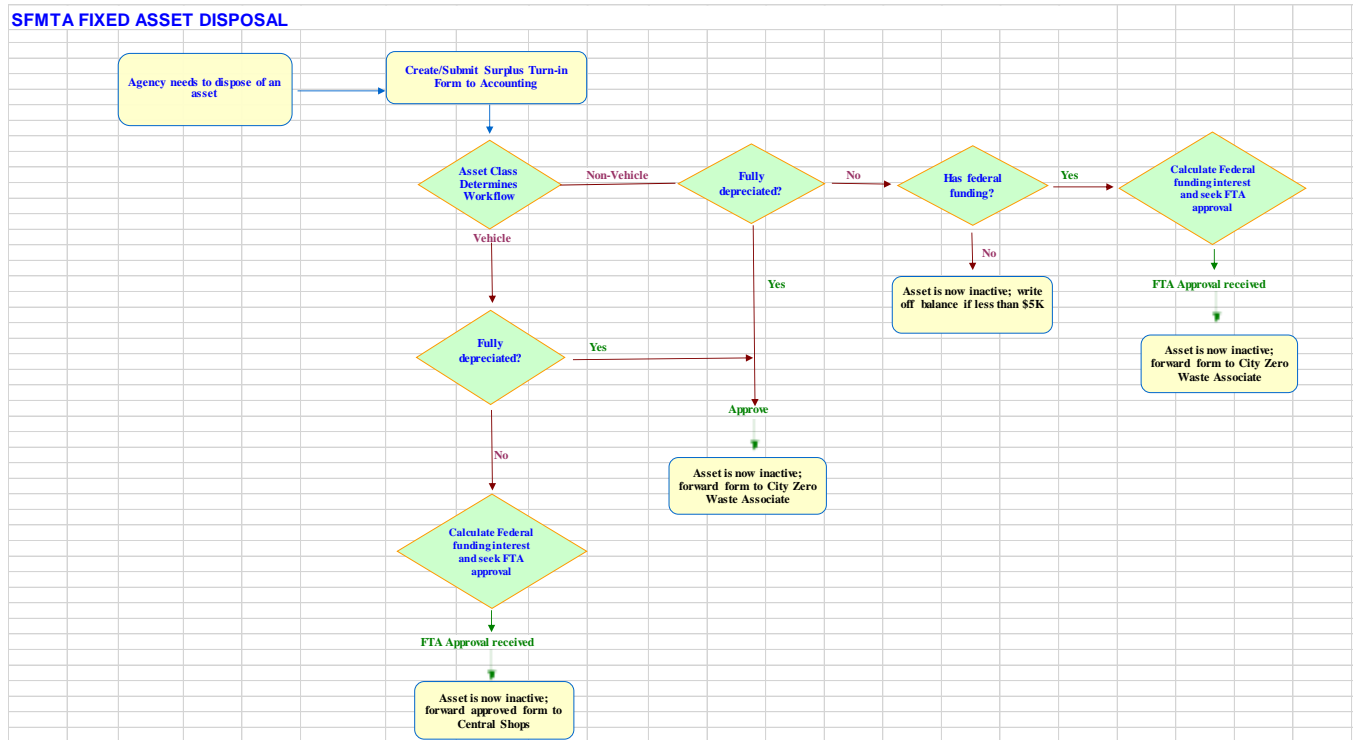 SFMTA FIXED ASSET DISPOSAL
Agency needs to dispose of an
asset
Create/Submit Surplus Turn-in
Form to Accounting
Asset Class
Determines
Workflow
Non-Vehicle
Fully
depreciated?
No
Has federal
funding?
Yes
Calculate Federal
funding interest
and seek FTA
approval
Vehicle
No
Yes
Asset is now inactive; write
off balance if less than $5K
FTA Approval received
Asset is now inactive;
forward form to City Zero
Waste Associate
Fully
depreciated?
Yes
Approve
Asset is now inactive;
forward form to City Zero
Waste Associate
No
Calculate Federal
funding interest
and seek FTA
approval
FTA Approval received
Asset is now inactive;
forward approved form to
Central Shops